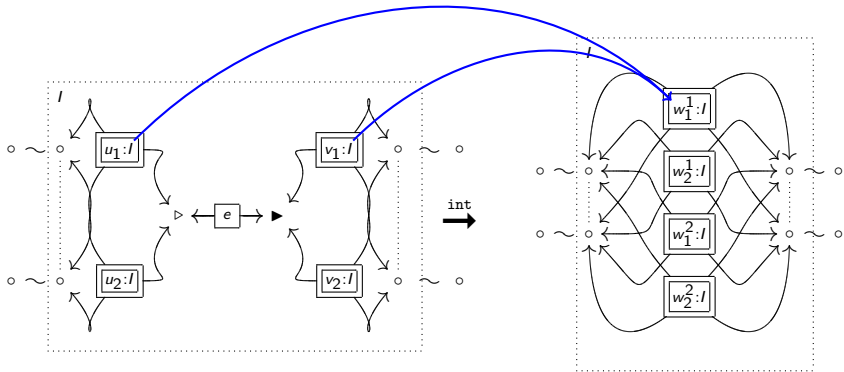 I
I
u₁:I
v₁:I
w₁¹:I
w₂¹:I
e
int
w₁²:I
u₂:I
v₂:I
w₂²:I